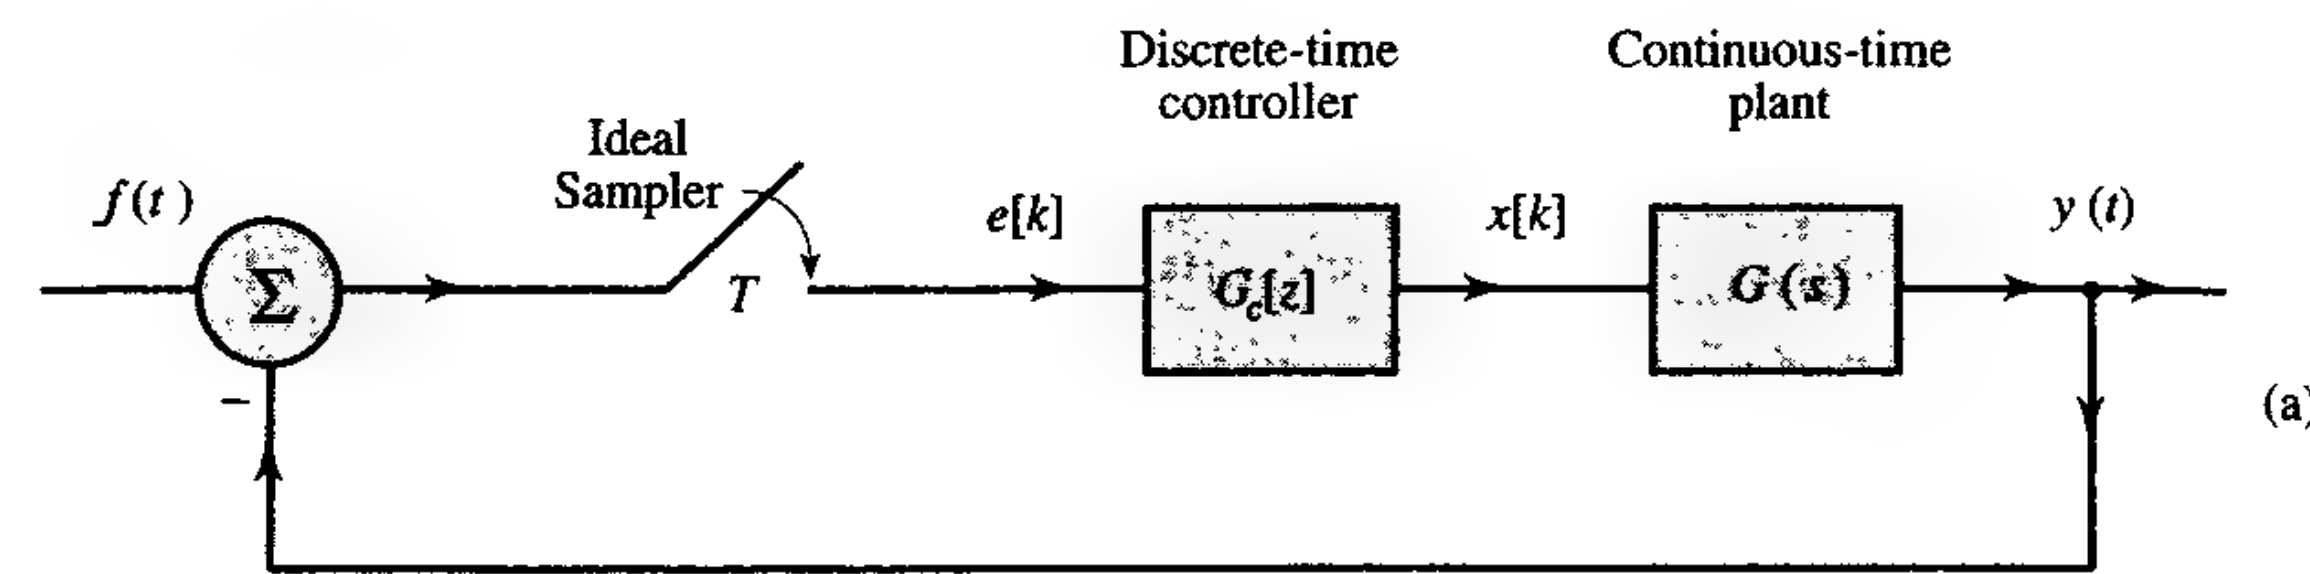 Discrete-time
controller
Continuous-time
plant
Ideal
Sampler
f(t)
e[k]
x[k]
y (t)
Σ
T
G_c[z]
G(s)
−
(a)